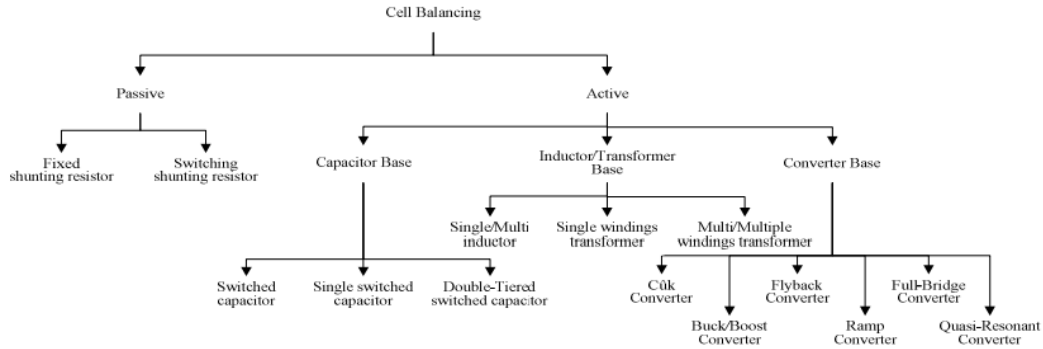 Cell Balancing
Passive
Active
Fixed
shunting resistor
Switching
shunting resistor
Capacitor Base
Inductor/Transformer
Base
Converter Base
Single/Multi
inductor
Single windings
transformer
Multi/Multiple
windings transformer
Switched
capacitor
Single switched
capacitor
Double-Tiered
switched capacitor
Cûk
Converter
Flyback
Converter
Full-Bridge
Converter
Buck/Boost
Converter
Ramp
Converter
Quasi-Resonant
Converter